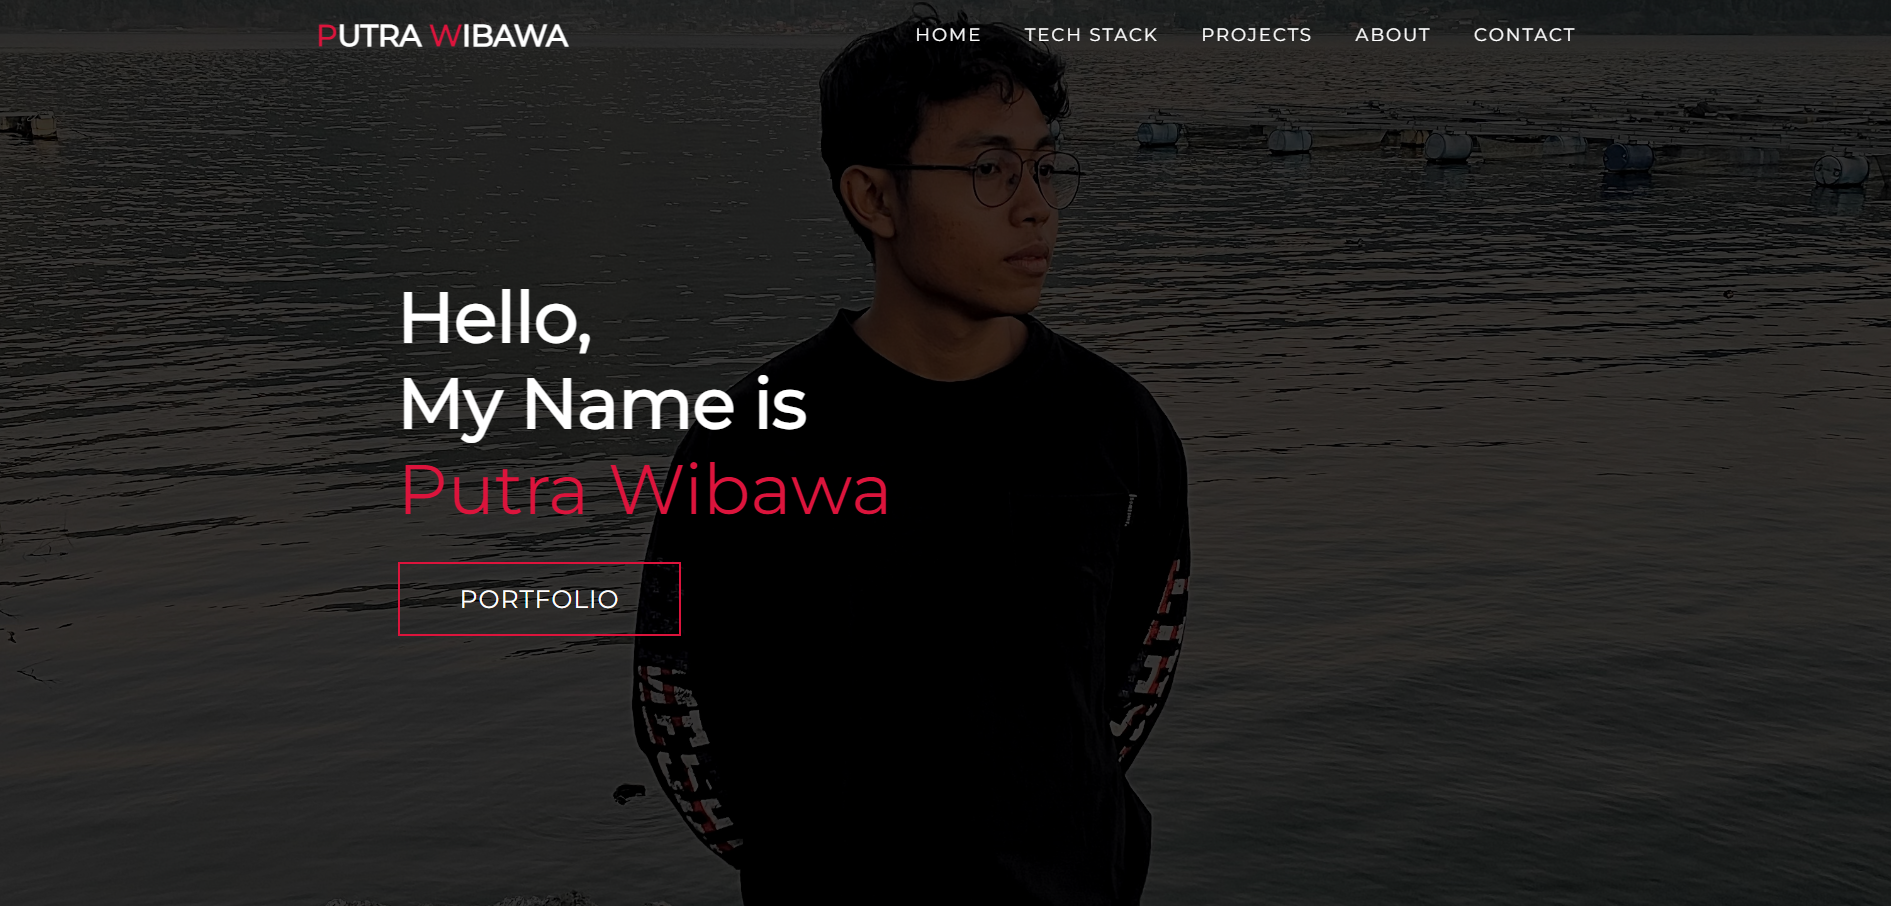 PUTRA WIBAWA
HOME TECH STACK PROJECTS ABOUT CONTACT
Hello,
My Name is
Putra Wibawa
PORTFOLIO